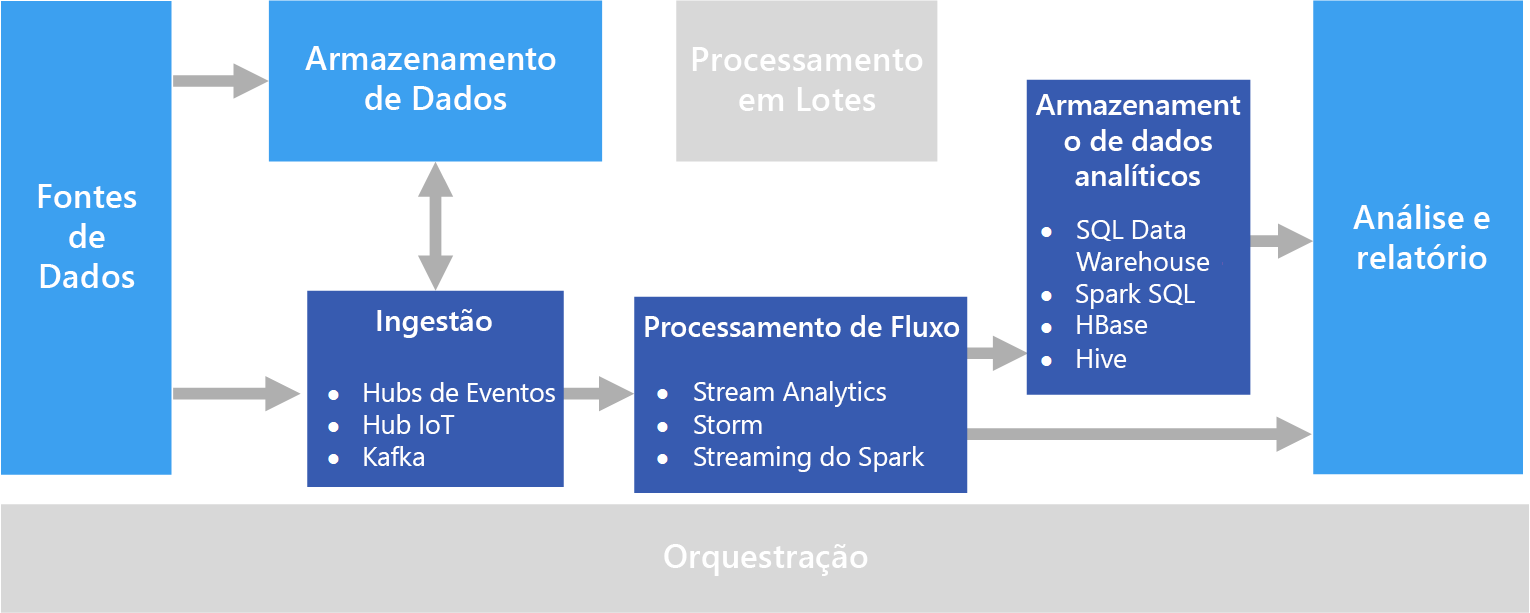 Fontes
de
Dados
Armazenamento
de Dados
Processamento
em Lotes
Ingestão
• Hubs de Eventos
• Hub IoT
• Kafka
Processamento de Fluxo
• Stream Analytics
• Storm
• Streaming do Spark
Armazenament
o de dados
analíticos
• SQL Data
Warehouse
• Spark SQL
• HBase
• Hive
Análise e
relatório
Orquestração